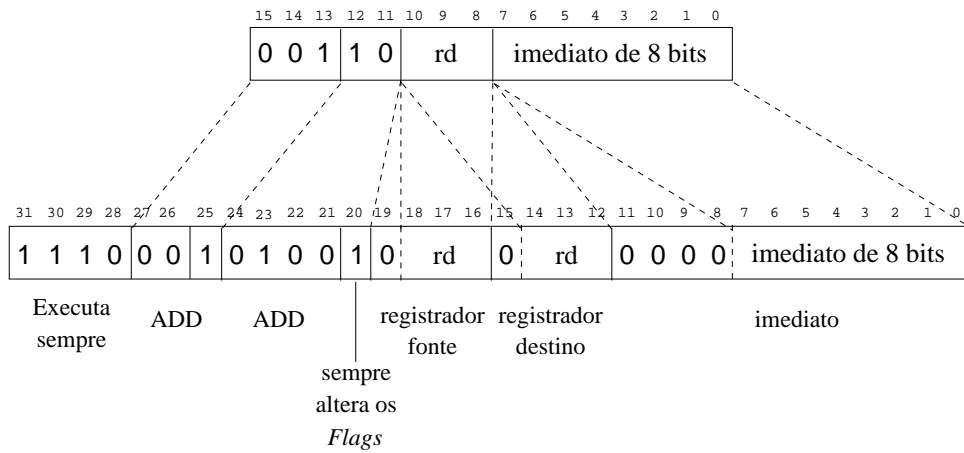 15 14 13 12 11 10 9 8 7 6 5 4 3 2 1 0
0 0 1 1 0 rd imediato de 8 bits
31 30 29 28 27 26 25 24 23 22 21 20 19 18 17 16 15 14 13 12 11 10 9 8 7 6 5 4 3 2 1 0
1 1 1 0 0 0 1 0 1 0 0 1 0 rd 0 rd 0 0 0 0 imediato de 8 bits
Executa
sempre
ADD
ADD
sempre
altera os
Flags
registrador
fonte
registrador
destino
imediato